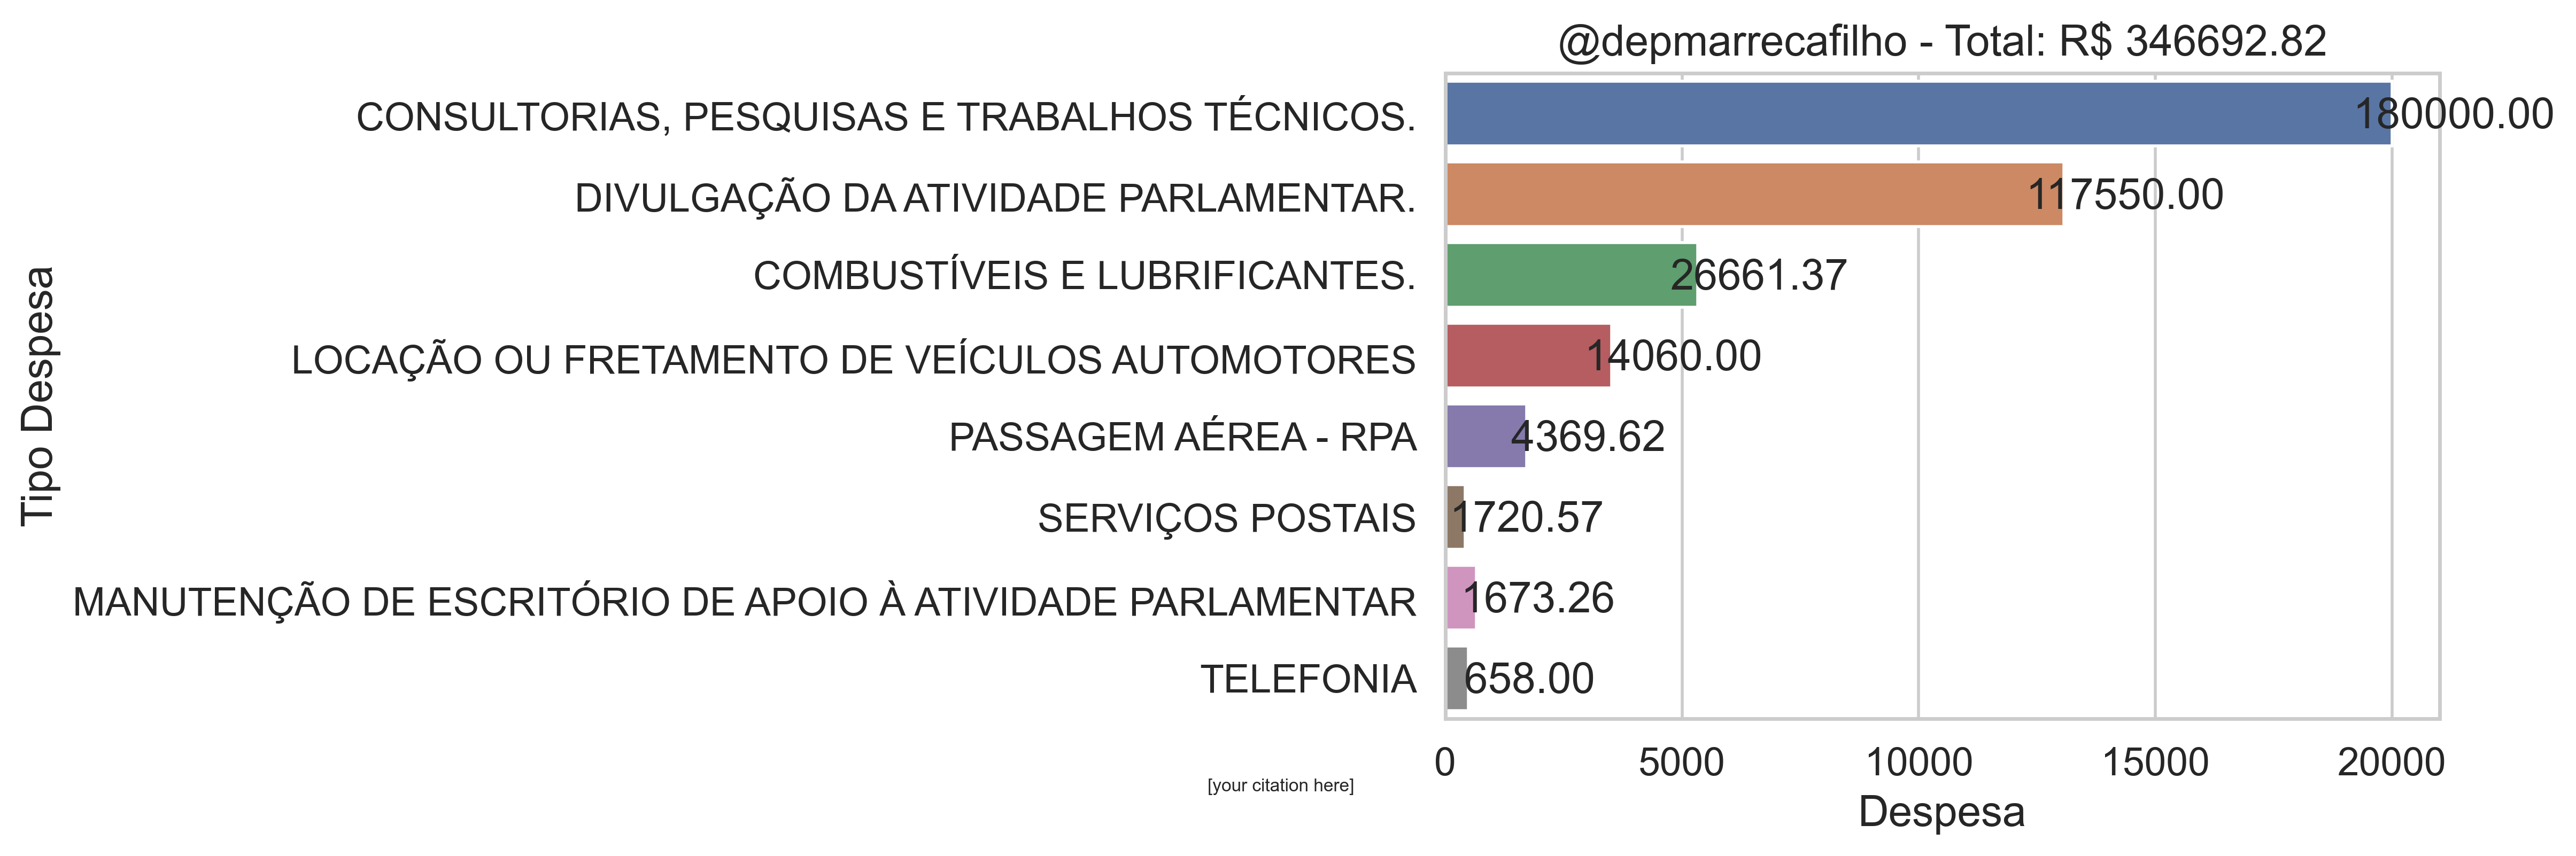 @depmarrecafilho - Total: R$ 346692.82
CONSULTORIAS, PESQUISAS E TRABALHOS TÉCNICOS.
180000.00
DIVULGAÇÃO DA ATIVIDADE PARLAMENTAR.
117550.00
COMBUSTÍVEIS E LUBRIFICANTES.
26661.37
LOCAÇÃO OU FRETAMENTO DE VEÍCULOS AUTOMOTORES
14060.00
PASSAGEM AÉREA - RPA
4369.62
SERVIÇOS POSTAIS
1720.57
MANUTENÇÃO DE ESCRITÓRIO DE APOIO À ATIVIDADE PARLAMENTAR
1673.26
TELEFONIA
658.00
Tipo Despesa
0 5000 10000 15000 20000
Despesa
[your citation here]